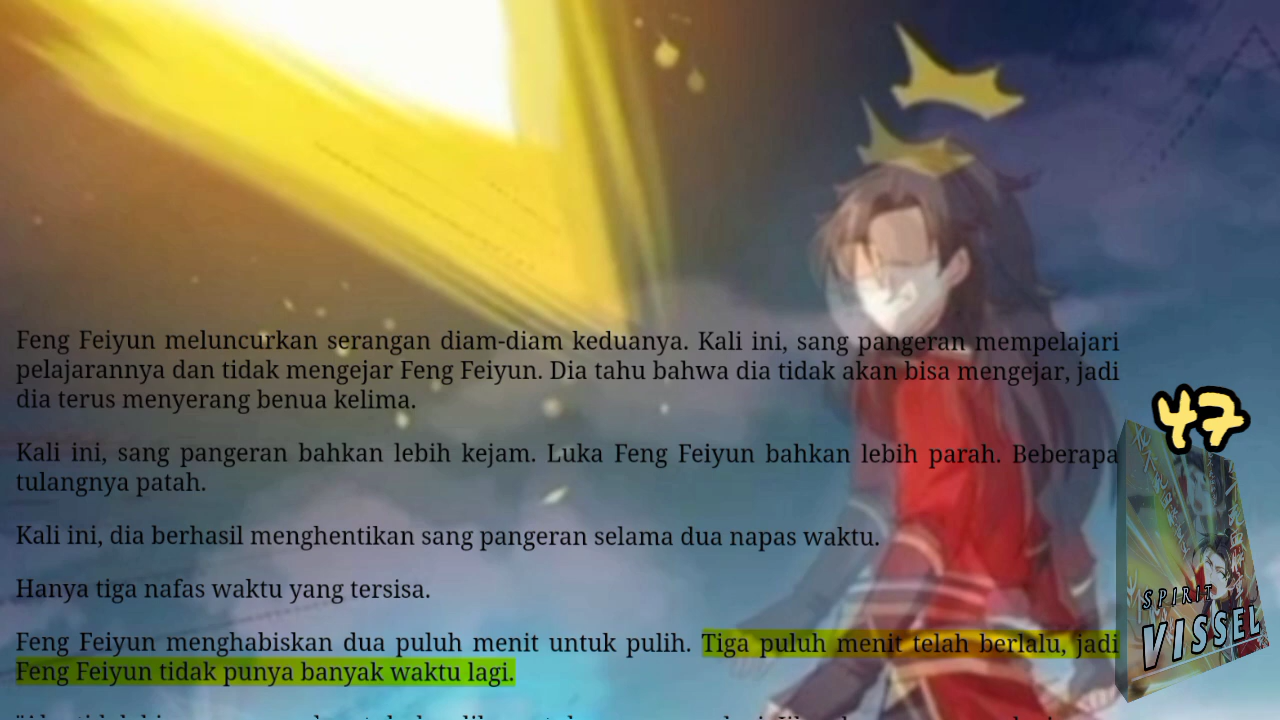 Feng Feiyun meluncurkan serangan diam-diam keduanya. Kali ini, sang pangeran mempelajari
pelajarannya dan tidak mengejar Feng Feiyun. Dia tahu bahwa dia tidak akan bisa mengejar, jadi
dia terus menyerang benua kelima.
Kali ini, sang pangeran bahkan lebih kejam. Luka Feng Feiyun bahkan lebih parah. Beberapa
tulangnya patah.
Kali ini, dia berhasil menghentikan sang pangeran selama dua napas waktu.
Hanya tiga nafas waktu yang tersisa.
Feng Feiyun menghabiskan dua puluh menit untuk pulih. Tiga puluh menit telah berlalu, jadi
Feng Feiyun tidak punya banyak waktu lagi.
47
SPIRIT
VISSEL